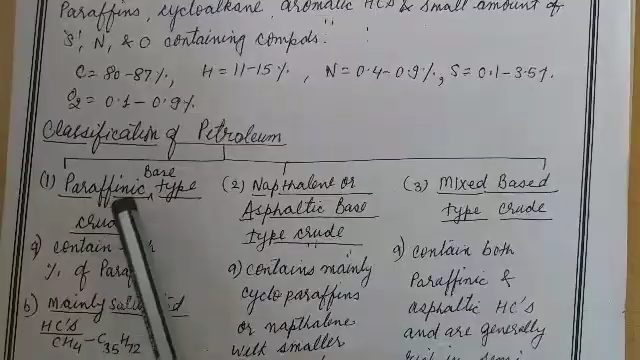 Paraffins, cycloalkane, aromatic HCs & small amount of
'S', N, & O containing compds.
C = 80-87%, H = 11-15%, N = 0.4-0.9%, S = 0.1-3.5%
O2 = 0.1-0.9%
Classification of Petroleum
(1) Paraffinic Base type
a) contain
% of
b) Mainly
HC's
CH4 - C35H72
(2) Napthalene or
Asphaltic Base
type crude
a) contains mainly
cyclo paraffins
or napthalene
with smaller
(3) Mixed Based
type crude
a) contain both
Paraffinic &
asphaltic HC's
and are generally